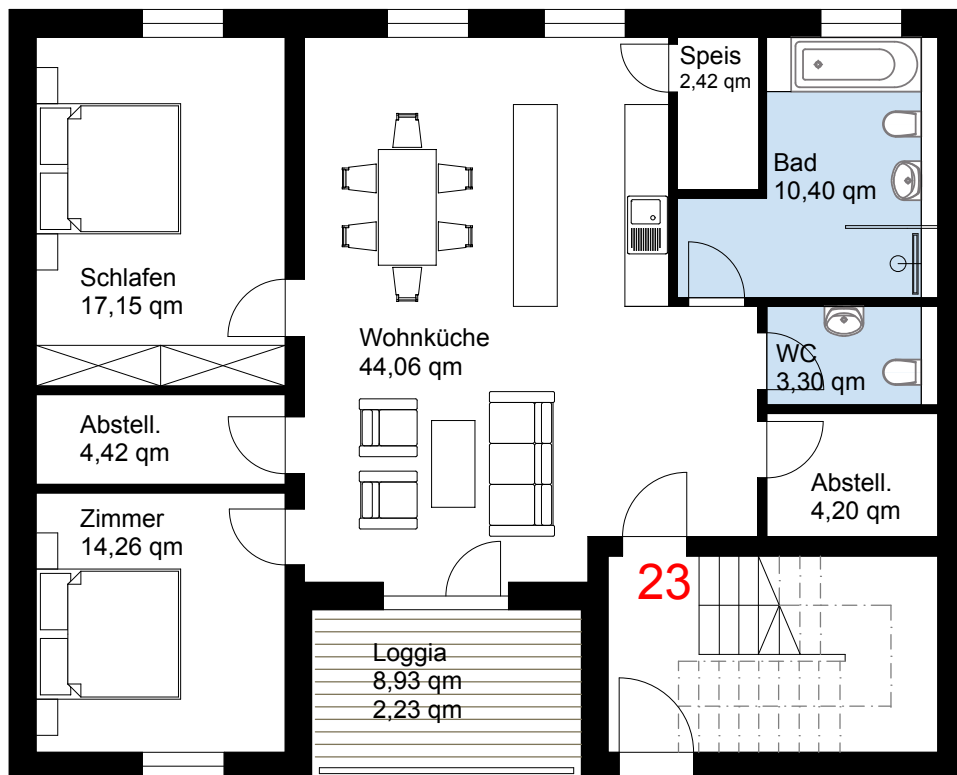 Speis
2,42 qm
Bad
10,40 qm
Schlafen
17,15 qm
Wohnküche
44,06 qm
WC
3,30 qm
Abstell.
4,42 qm
Abstell.
4,20 qm
Zimmer
14,26 qm
23
Loggia
8,93 qm
2,23 qm